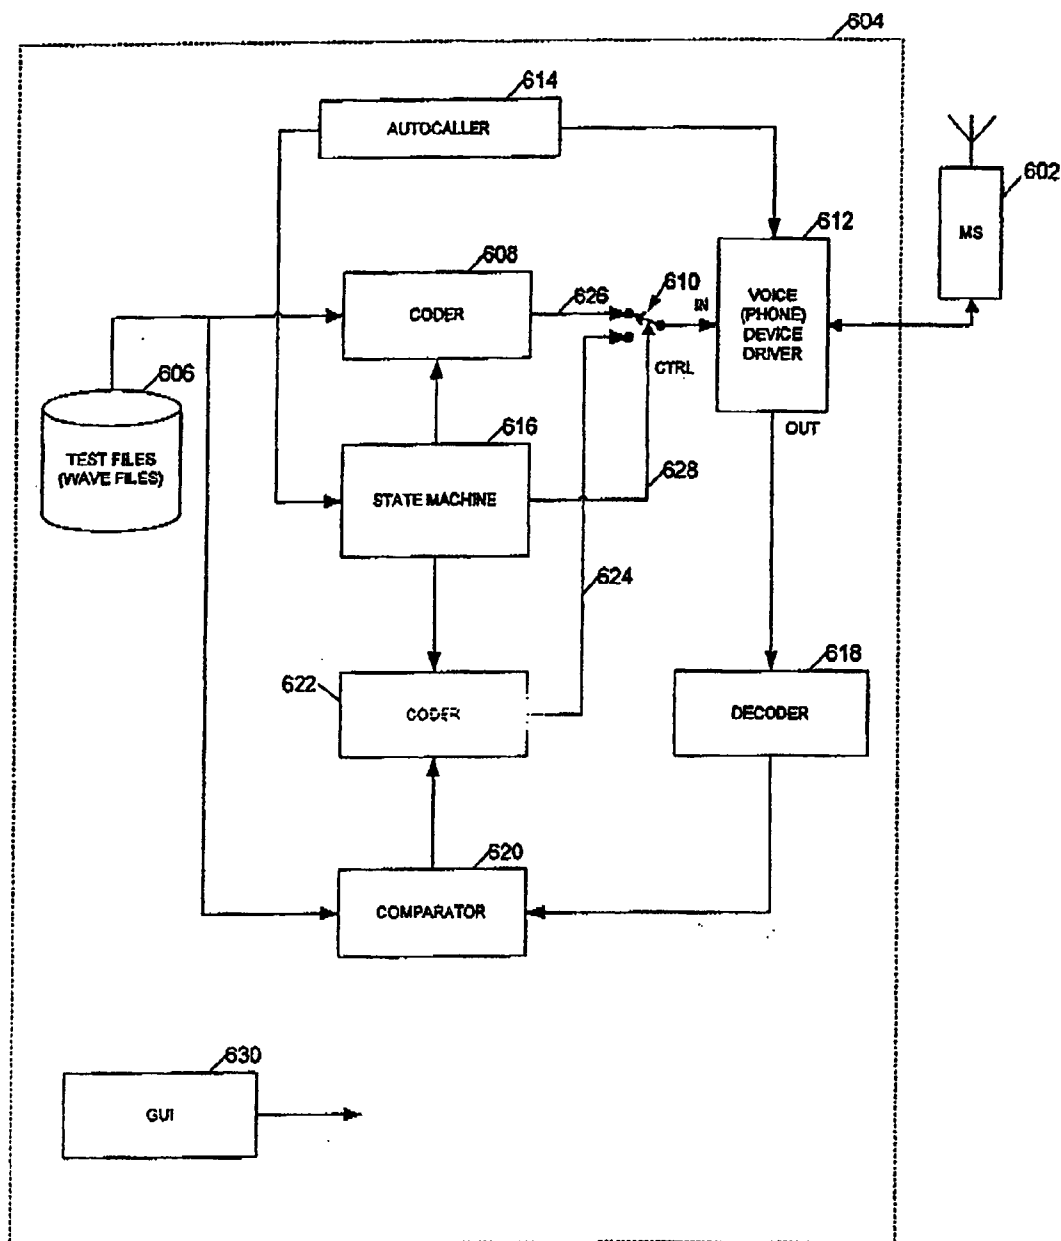 604
614
AUTOCALLER
602
MS
612
VOICE
(PHONE)
DEVICE
DRIVER
608
CODER
626
610
IN
CTRL
OUT
606
TEST FILES
(WAVE FILES)
616
STATE MACHINE
628
624
618
DECODER
622
CODER
620
COMPARATOR
630
GUI